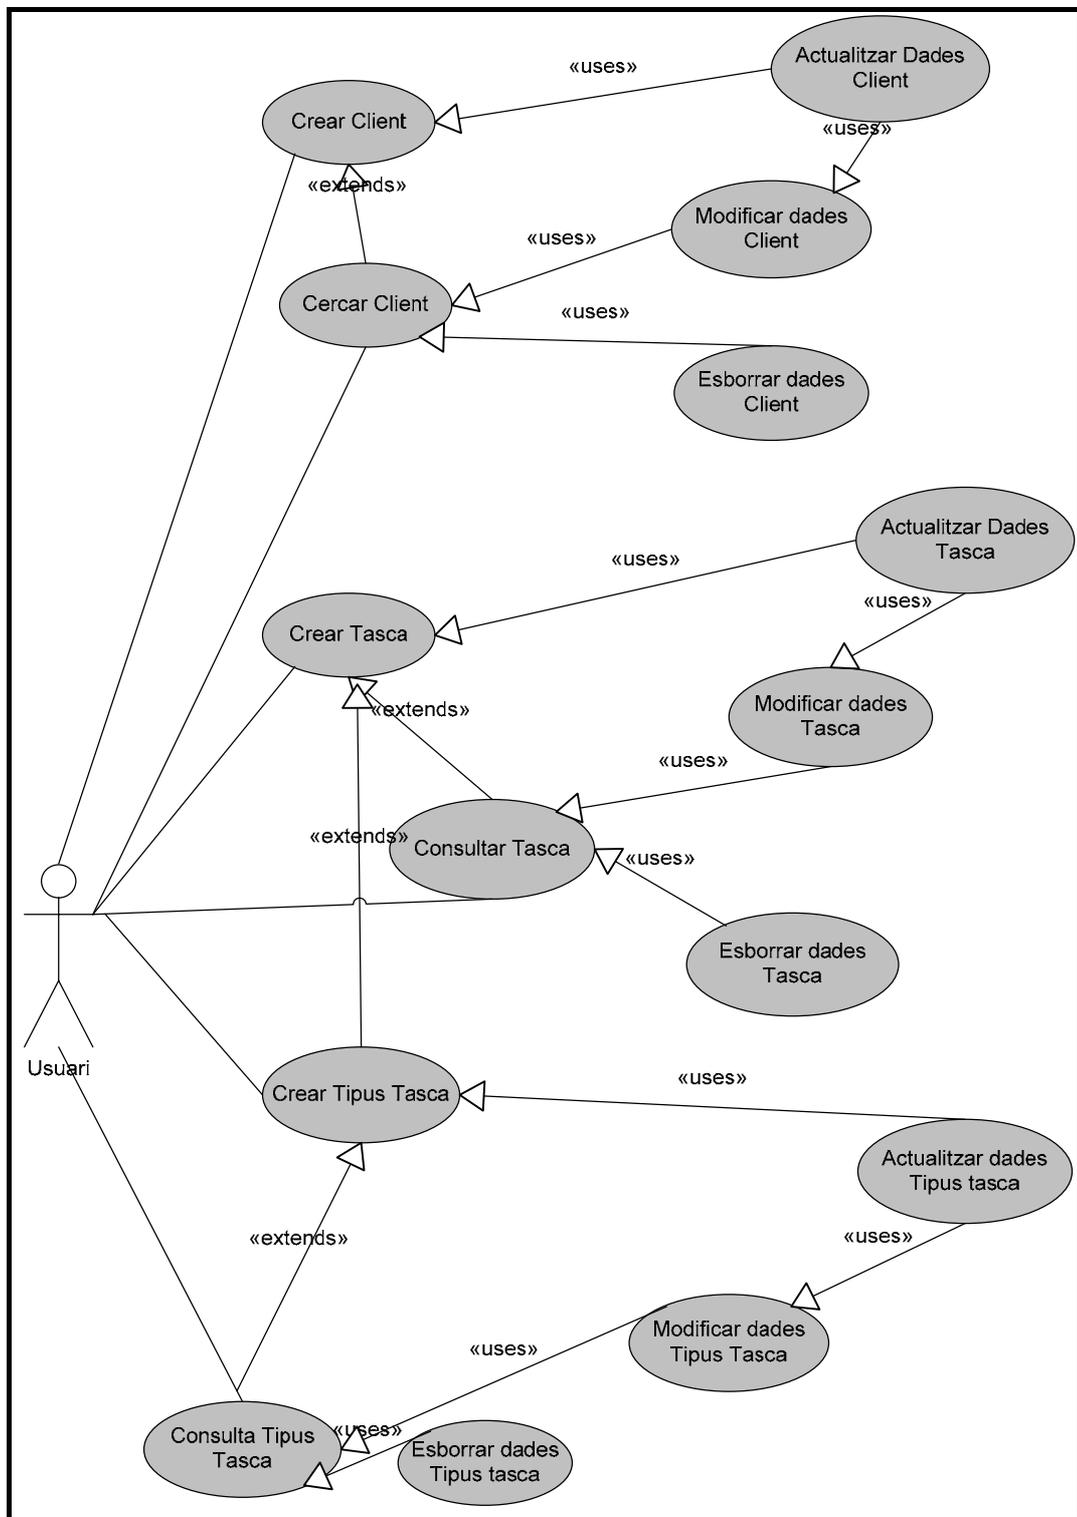 «uses»
Actualitzar Dades
Client
Crear Client
«uses»
«extends»
Modificar dades
Client
«uses»
Cercar Client
«uses»
Esborrar dades
Client
Actualitzar Dades
Tasca
«uses»
«uses»
Crear Tasca
Modificar dades
Tasca
«extends»
«uses»
«extends»
Consultar Tasca
«uses»
Esborrar dades
Tasca
Usuari
«uses»
Crear Tipus Tasca
Actualitzar dades
Tipus tasca
«extends»
«uses»
Modificar dades
Tipus Tasca
«uses»
«uses»
Consulta Tipus
Tasca
Esborrar dades
Tipus tasca